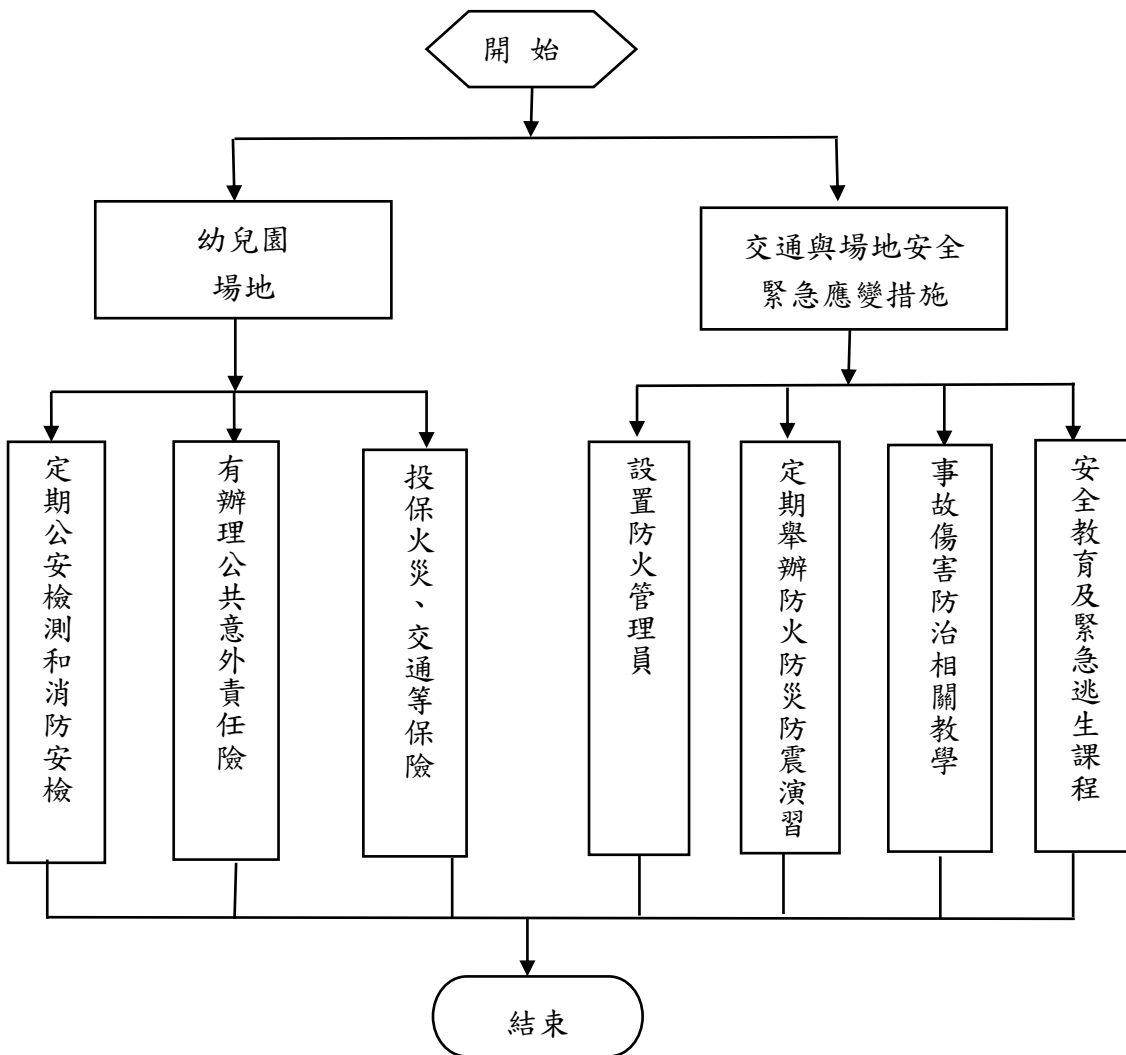 開 始
幼兒園
場地
交通與場地安全
緊急應變措施
定期公安檢測和消防安檢
有辦理公共意外責任險
投保火災、交通等保險
設置防火管理員
定期舉辦防火防災防震演習
事故傷害防治相關教學
安全教育及緊急逃生課程
結束